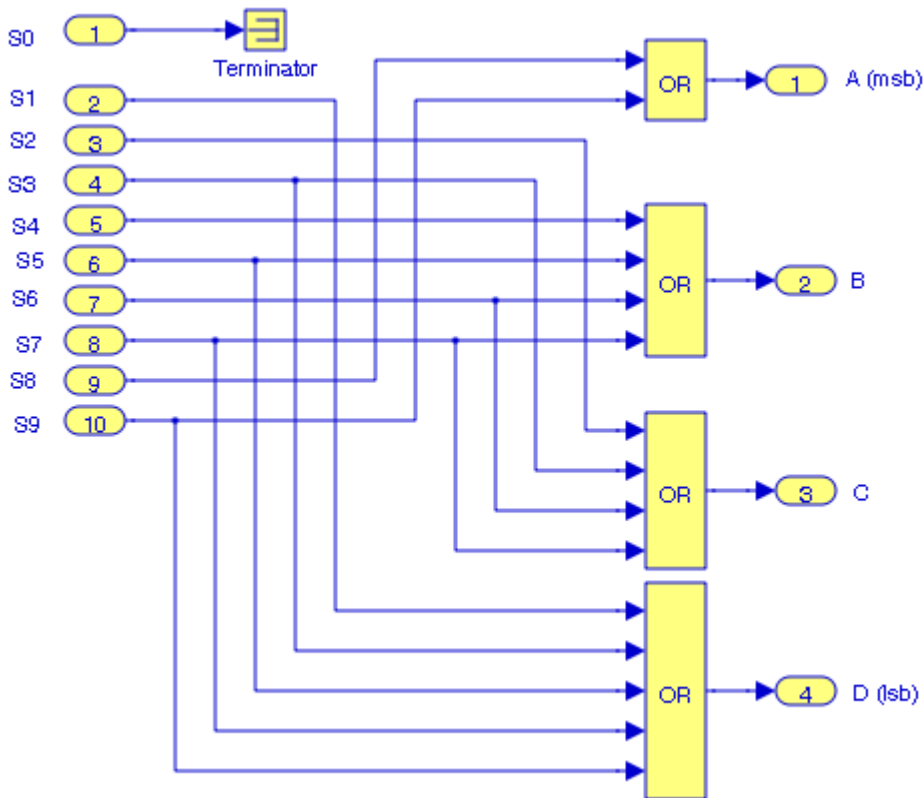 S0 1
Terminator
OR 1 A (msb)
S1 2
S2 3
S3 4
S4 5
S5 6
S6 7
S7 8
S8 9
S9 10
OR 2 B
OR 3 C
OR 4 D (lsb)